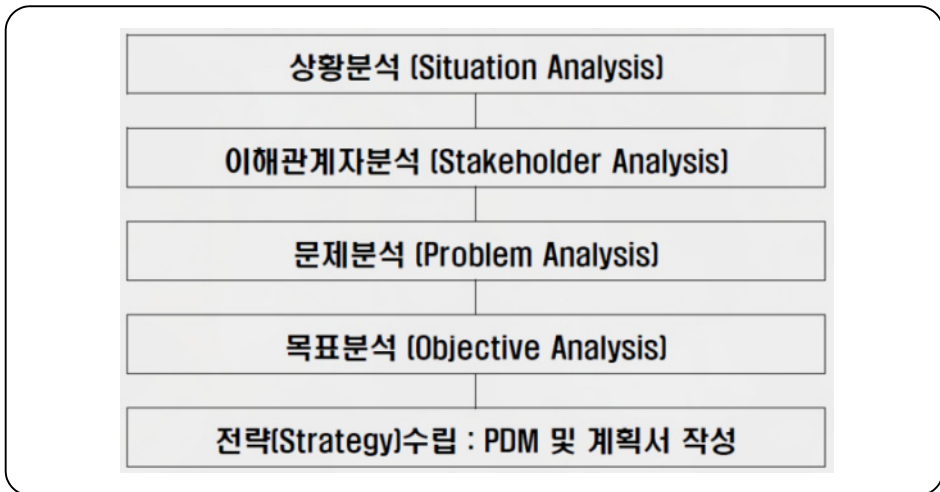 상황분석 (Situation Analysis)
이해관계자분석 (Stakeholder Analysis)
문제분석 (Problem Analysis)
목표분석 (Objective Analysis)
전략(Strategy)수립 : PDM 및 계획서 작성